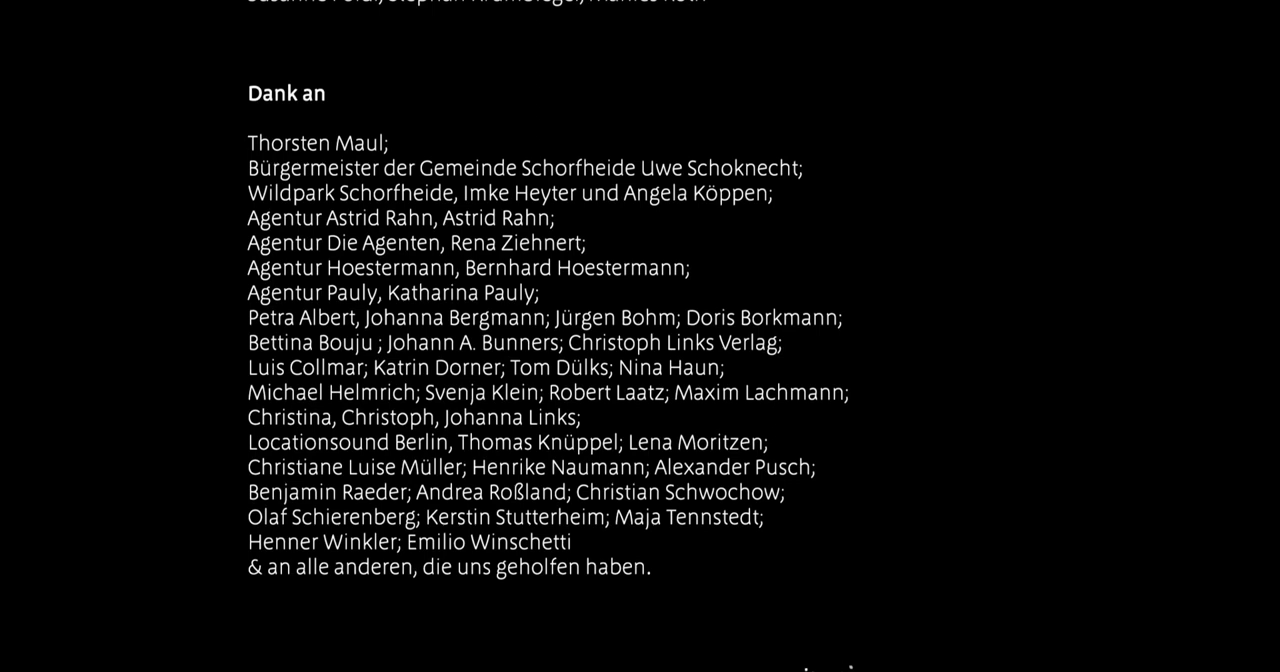 Dank an
Thorsten Maul;
Bürgermeister der Gemeinde Schorfheide Uwe Schoknecht;
Wildpark Schorfheide, Imke Heyter und Angela Köppen;
Agentur Astrid Rahn, Astrid Rahn;
Agentur Die Agenten, Rena Ziehnert;
Agentur Hoestermann, Bernhard Hoestermann;
Agentur Pauly, Katharina Pauly;
Petra Albert, Johanna Bergmann; Jürgen Bohm; Doris Borkmann;
Bettina Bouju ; Johann A. Bunners; Christoph Links Verlag;
Luis Collmar; Katrin Dorner; Tom Dülks; Nina Haun;
Michael Helmrich; Svenja Klein; Robert Laatz; Maxim Lachmann;
Christina, Christoph, Johanna Links;
Locationsound Berlin, Thomas Knüppel; Lena Moritzen;
Christiane Luise Müller; Henrike Naumann; Alexander Pusch;
Benjamin Raeder; Andrea Roßland; Christian Schwochow;
Olaf Schierenberg; Kerstin Stutterheim; Maja Tennstedt;
Henner Winkler; Emilio Winschetti
& an alle anderen, die uns geholfen haben.